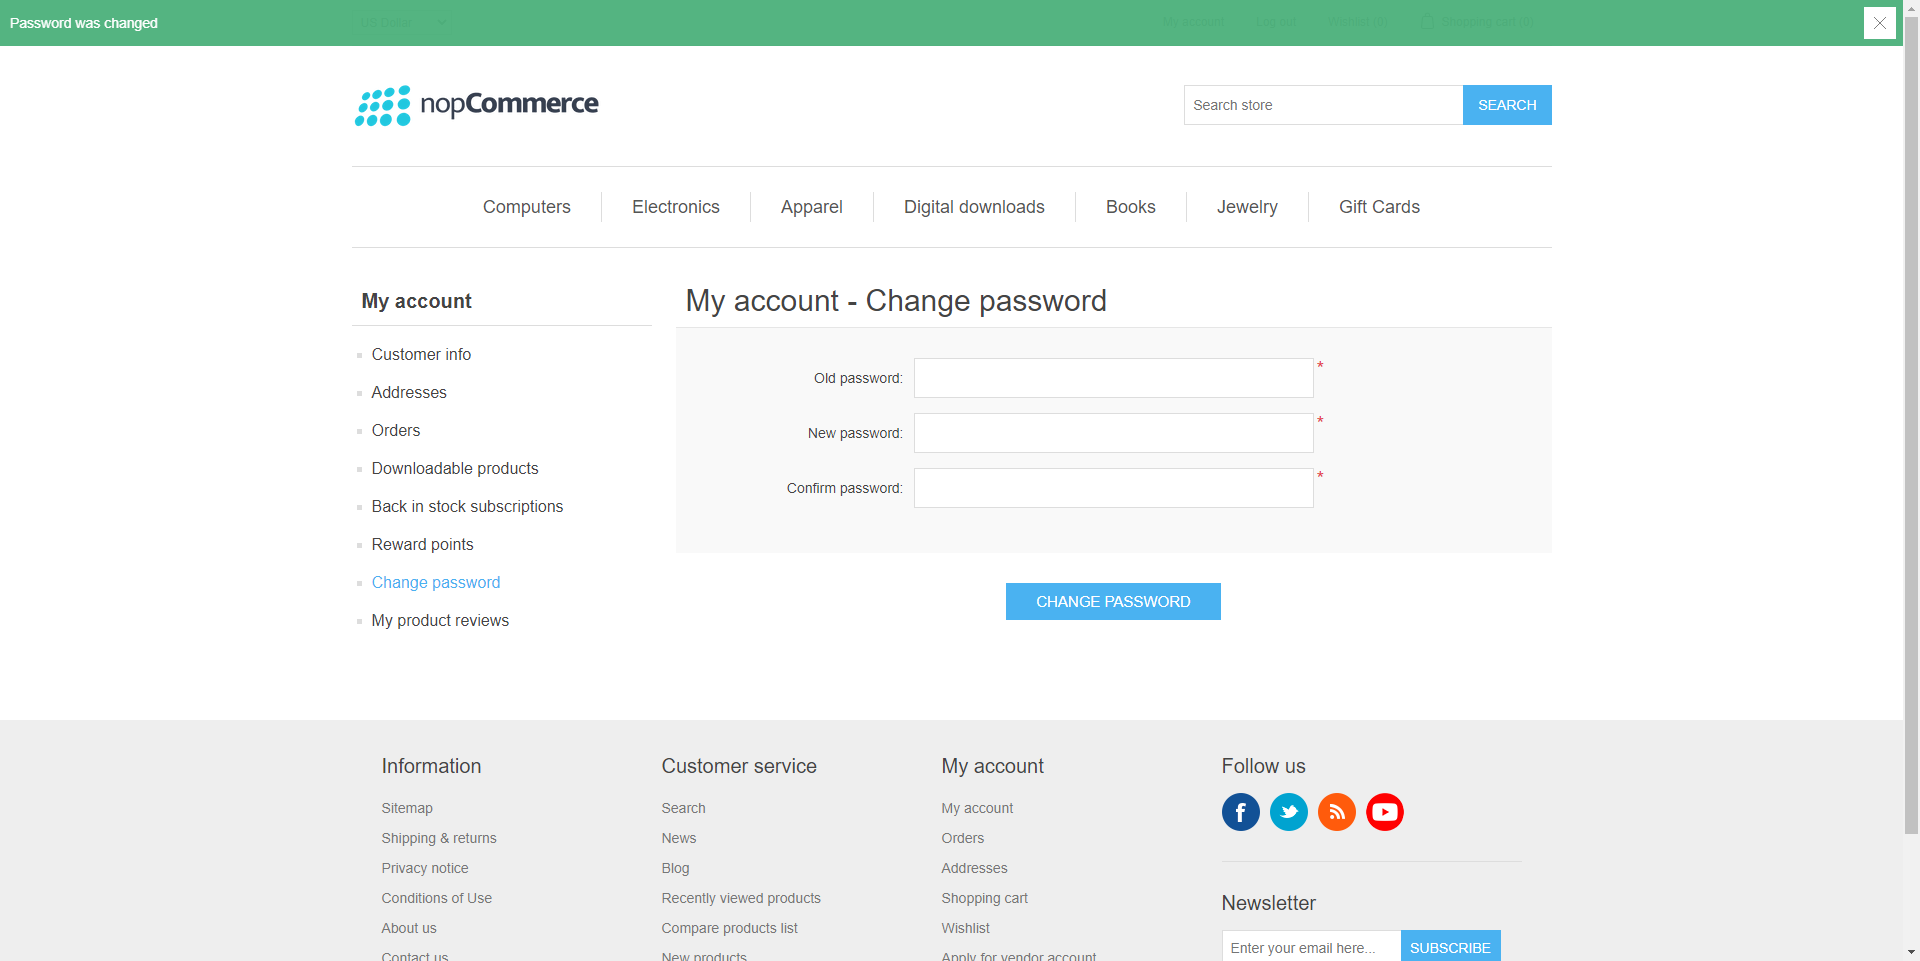 Password was changed
My account Log out Wishlist (0) Shopping cart (0)
nopCommerce
Search store
SEARCH
Computers
Electronics
Apparel
Digital downloads
Books
Jewelry
Gift Cards
My account
Customer info
Addresses
Orders
Downloadable products
Back in stock subscriptions
Reward points
Change password
My product reviews
My account - Change password
Old password: *
New password: *
Confirm password: *
CHANGE PASSWORD
Information
Sitemap
Shipping & returns
Privacy notice
Conditions of Use
About us
Contact us
Customer service
Search
News
Blog
Recently viewed products
Compare products list
New products
My account
My account
Orders
Addresses
Shopping cart
Wishlist
Apply for vendor account
Follow us
Newsletter
Enter your email here...
SUBSCRIBE